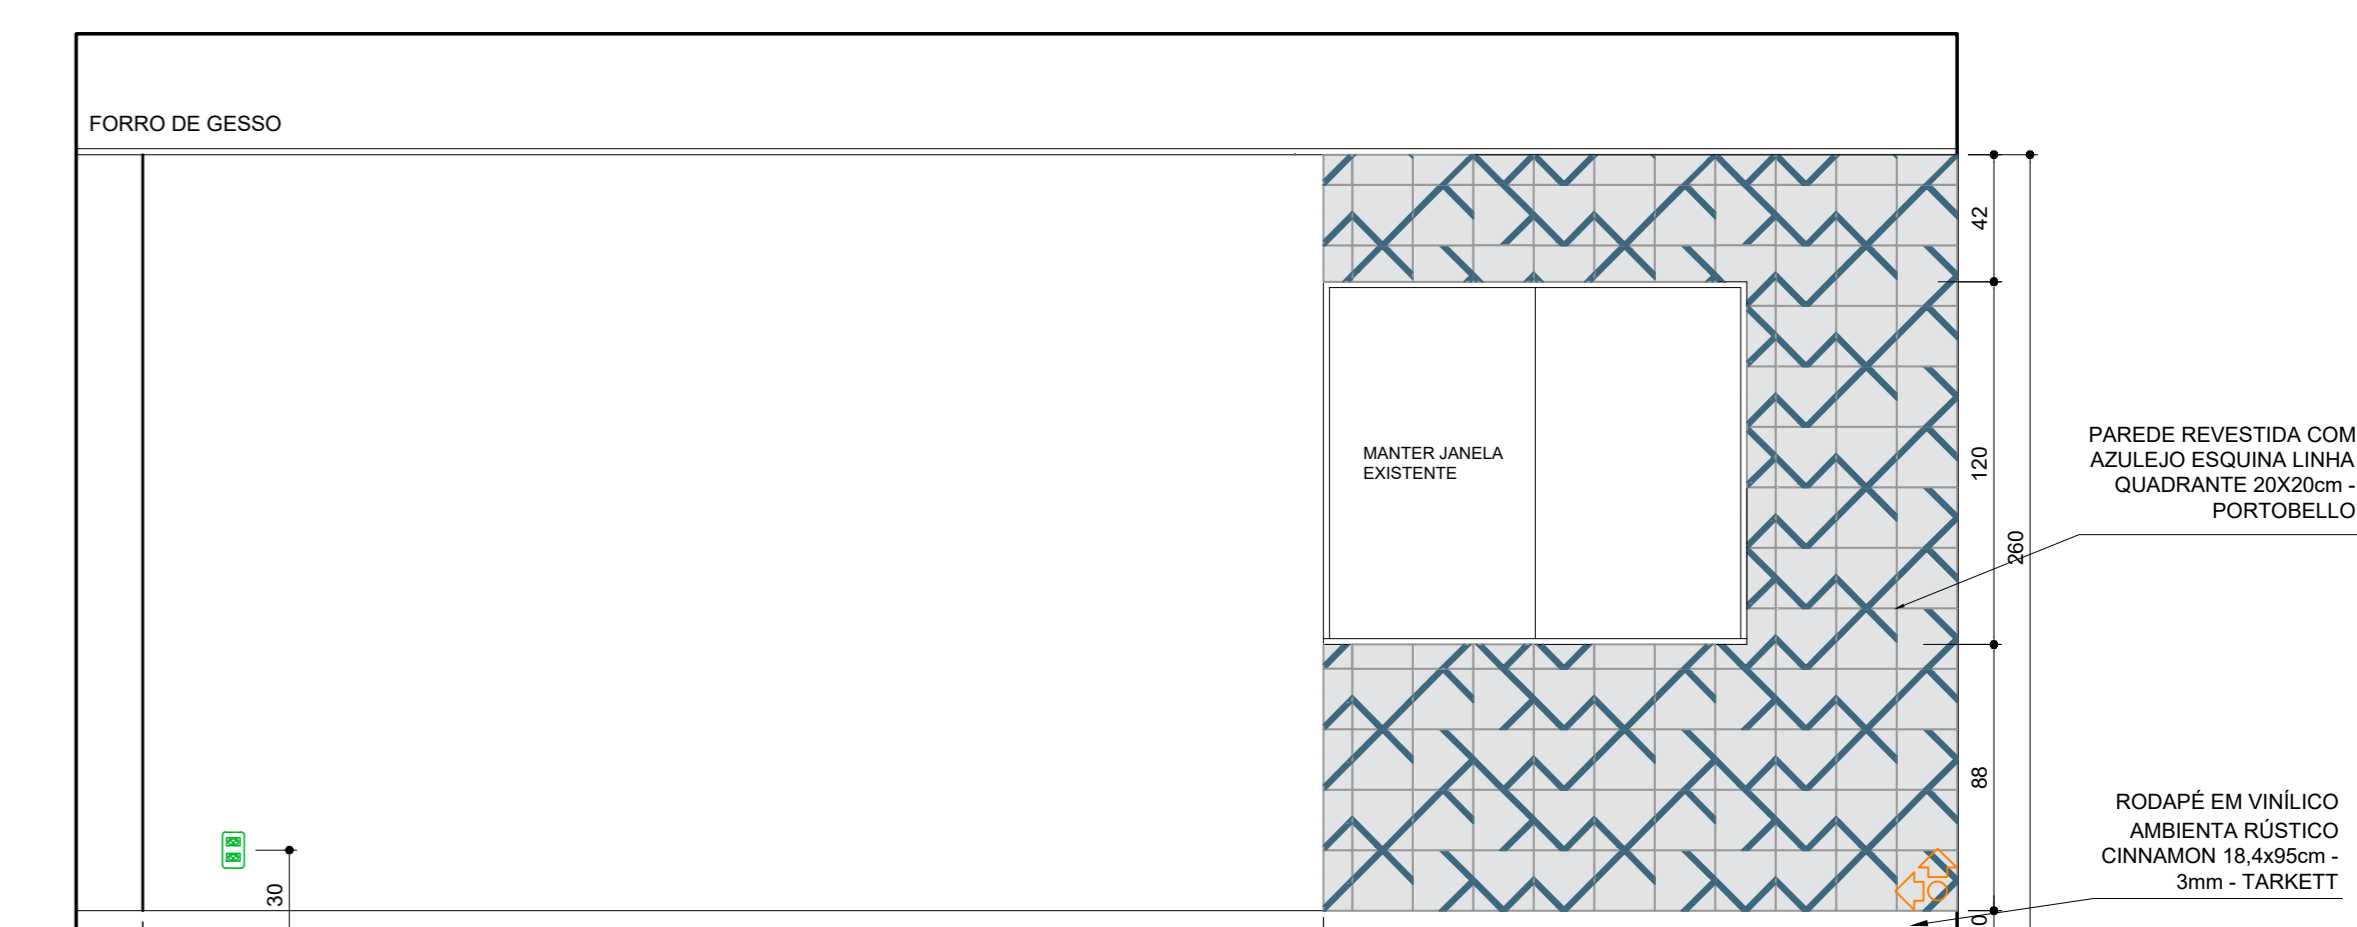 FORRO DE GESSO
42
MANTER JANELA
EXISTENTE
120
260
PAREDE REVESTIDA COM
AZULEJO ESQUINA LINHA
QUADRANTE 20X20cm -
PORTOBELLO
88
RODAPÉ EM VINÍLICO
AMBIENTA RÚSTICO
CINNAMON 18,4x95cm -
3mm - TARKETT
30